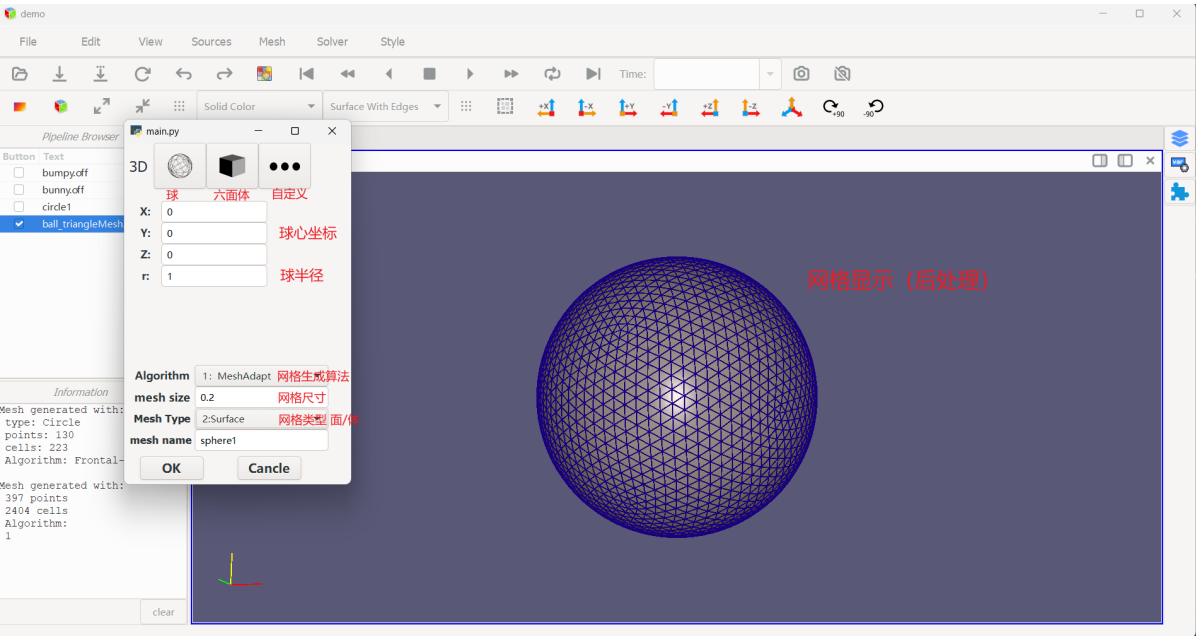 demo
File Edit View Sources Mesh Solver Style
Time:
Solid Color Surface With Edges +X -X +Y -Y +Z -Z +90 -90
Pipeline Browser
Button Text
bumpy.off
bunny.off
circle1
ball_triangleMesh
main.py
3D
球 六面体 自定义
X: 0
Y: 0 球心坐标
Z: 0
r: 1 球半径
Algorithm 1: MeshAdapt 网格生成算法
mesh size 0.2 网格尺寸
Mesh Type 2:Surface 网格类型 面/体
mesh name sphere1
OK Cancle
网格显示（后处理）
Information
Mesh generated with:
type: Circle
points: 130
cells: 223
Algorithm: Frontal-
Mesh generated with:
397 points
2404 cells
Algorithm:
1
clear